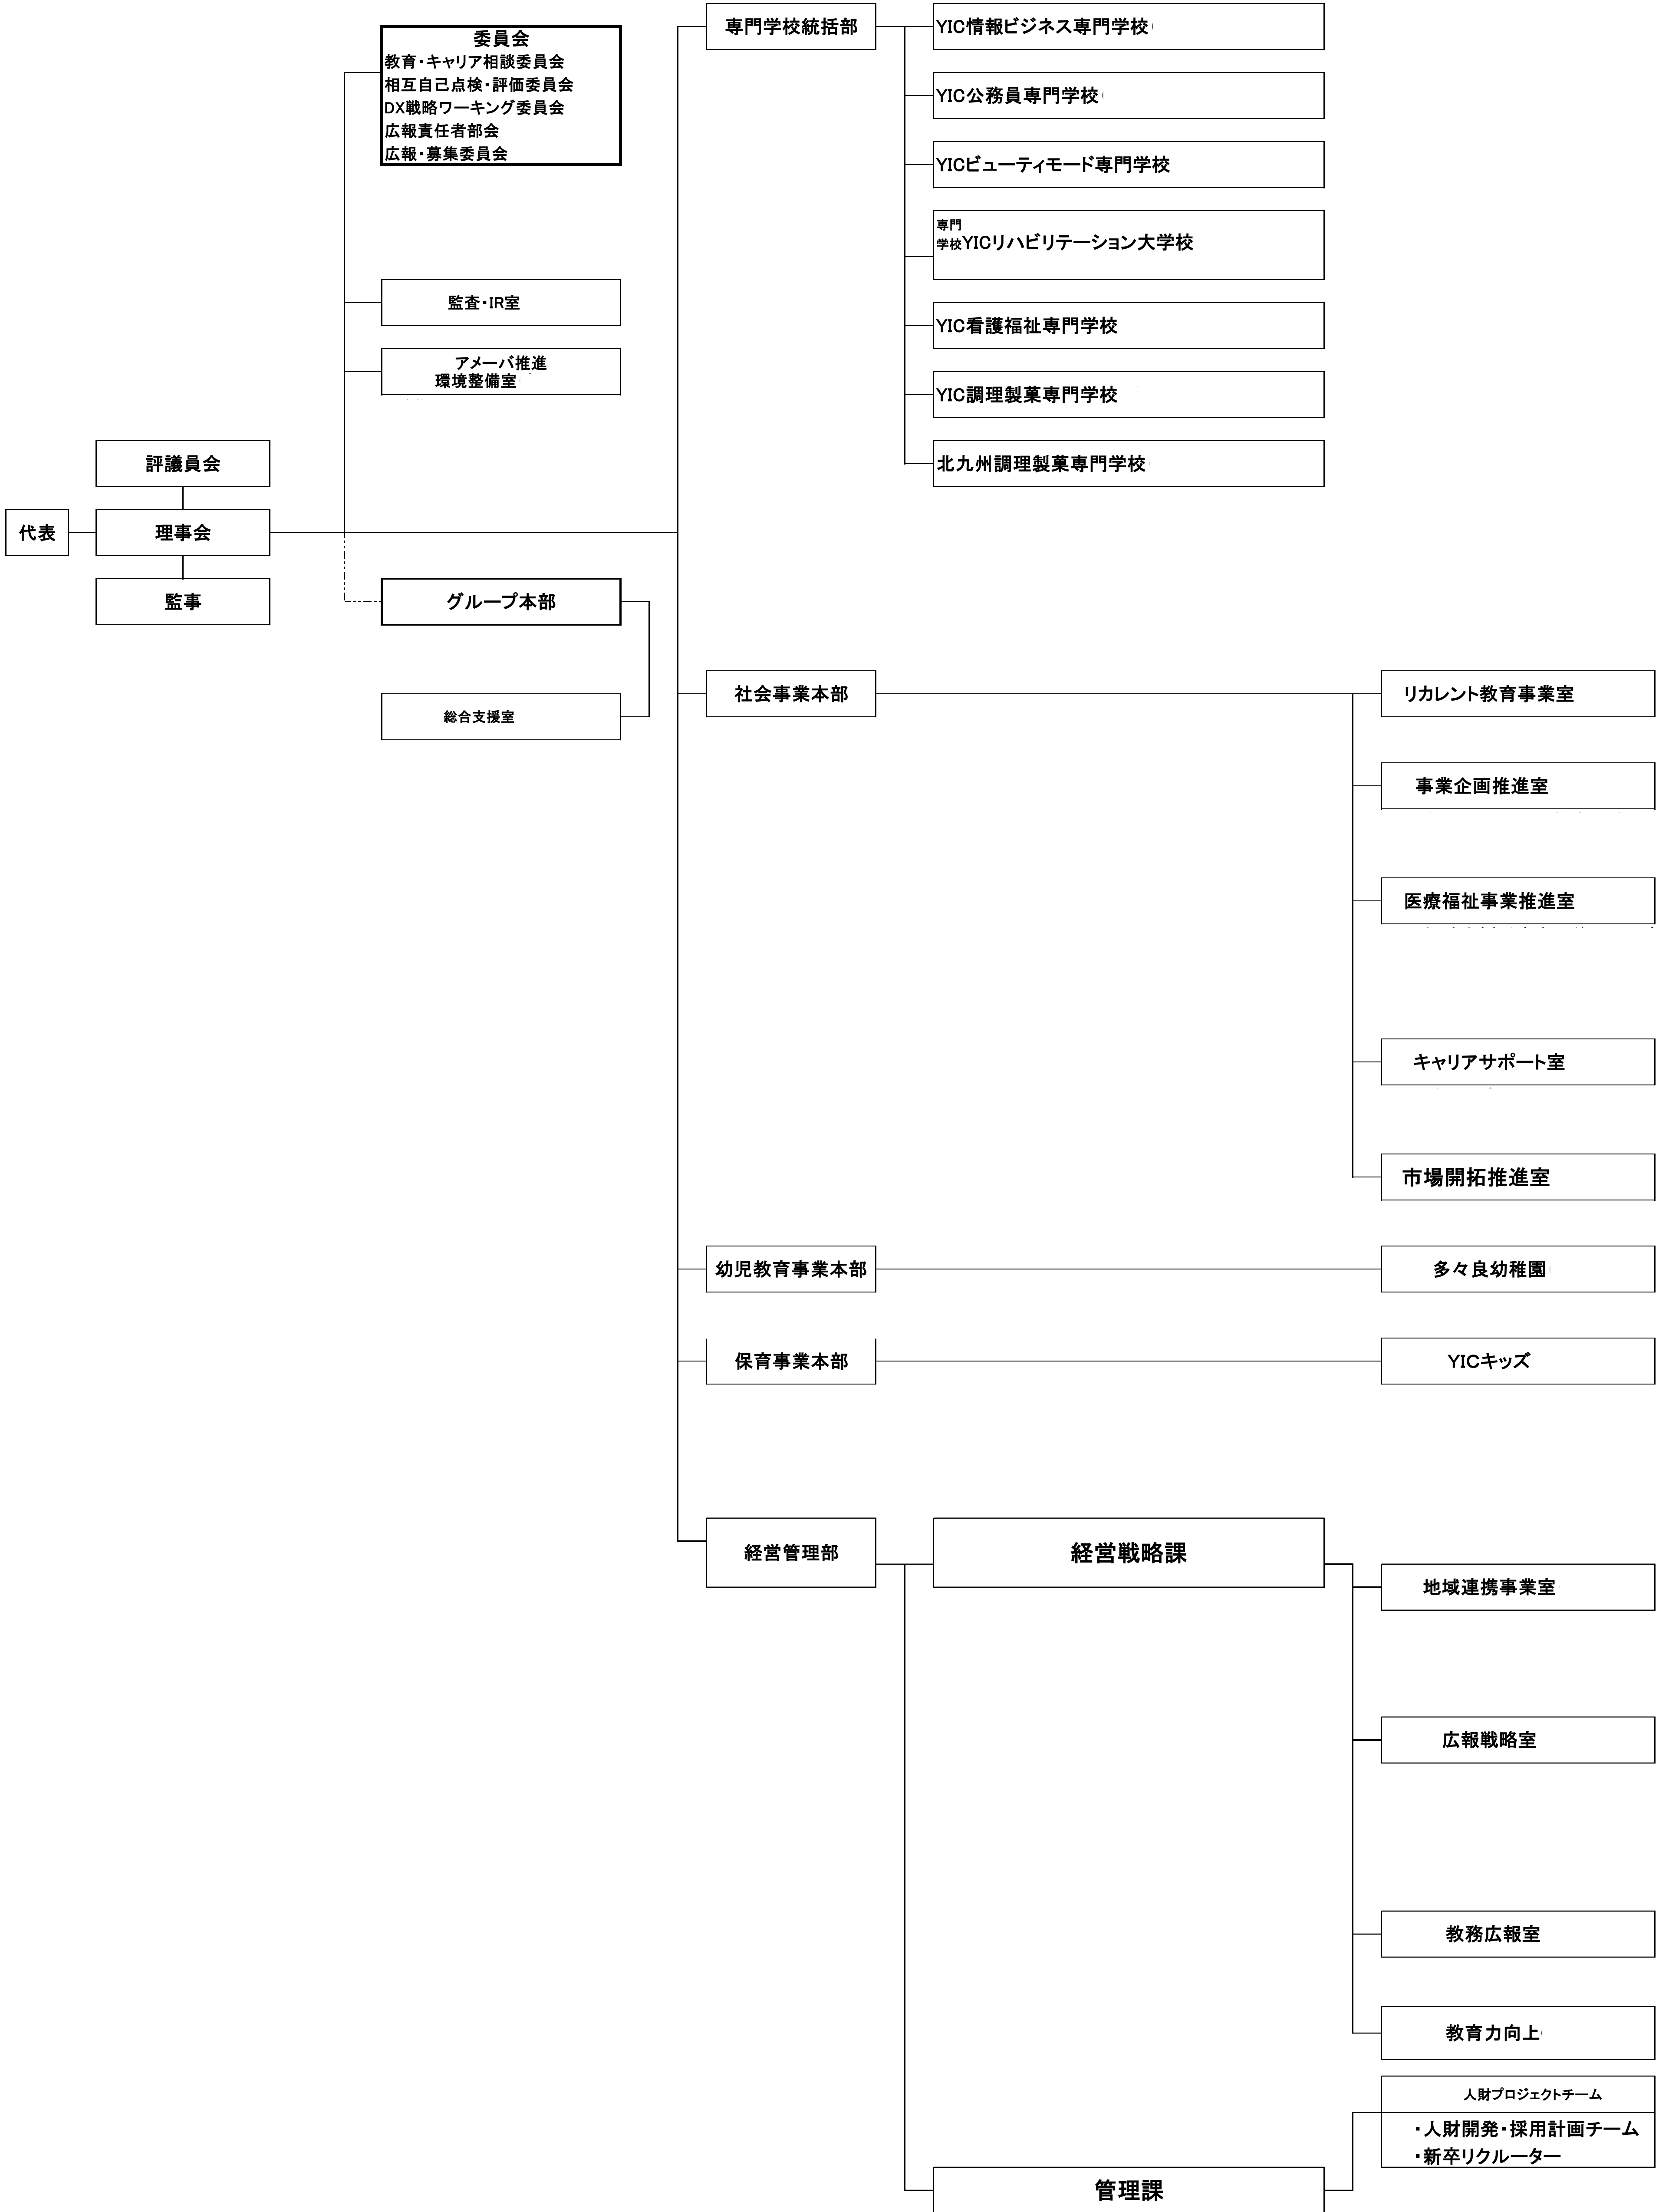 委員会
教育・キャリア相談委員会
相互自己点検・評価委員会
DX戦略ワーキング委員会
広報責任者部会
広報・募集委員会
監査・IR室
アメーバ推進
環境整備室
評議員会
代表
理事会
監事
グループ本部
総合支援室
専門学校統括部
YIC情報ビジネス専門学校
YIC公務員専門学校
YICビューティモード専門学校
専門
学校YICリハビリテーション大学校
YIC看護福祉専門学校
YIC調理製菓専門学校
北九州調理製菓専門学校
社会事業本部
リカレント教育事業室
事業企画推進室
医療福祉事業推進室
キャリアサポート室
市場開拓推進室
幼児教育事業本部
多々良幼稚園
保育事業本部
YICキッズ
経営管理部
経営戦略課
地域連携事業室
広報戦略室
教務広報室
教育力向上
人財プロジェクトチーム
・人財開発・採用計画チーム
・新卒リクルーター
管理課